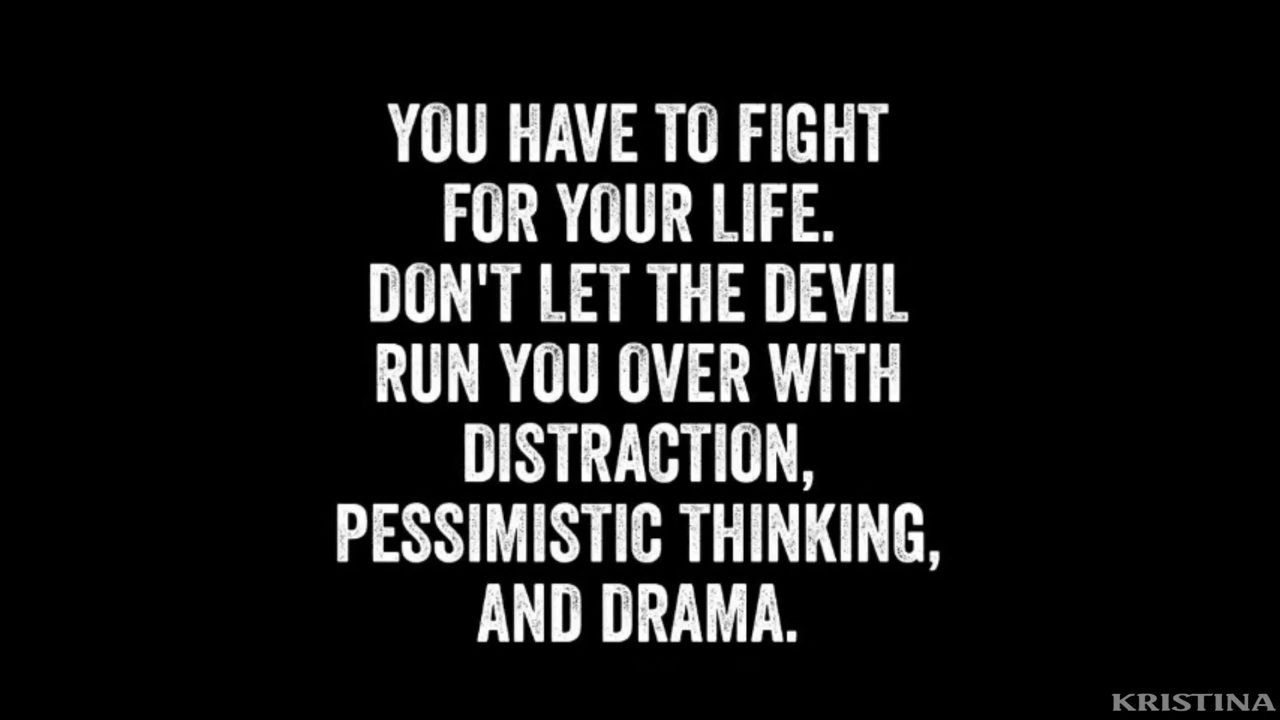 YOU HAVE TO FIGHT
FOR YOUR LIFE.
DON'T LET THE DEVIL
RUN YOU OVER WITH
DISTRACTION,
PESSIMISTIC THINKING,
AND DRAMA.
KRISTINA